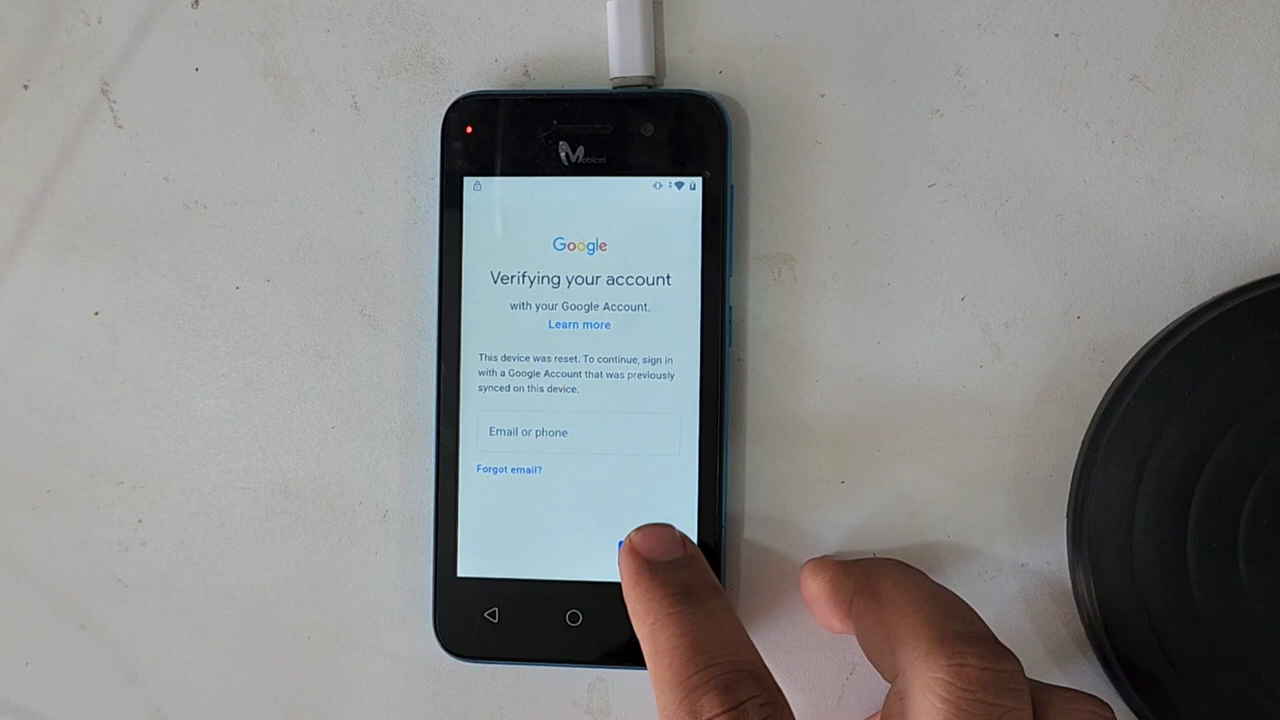 Mobicel
Google
Verifying your account
with your Google Account.
Learn more
This device was reset. To continue, sign in
with a Google Account that was previously
synced on this device.
Email or phone
Forgot email?